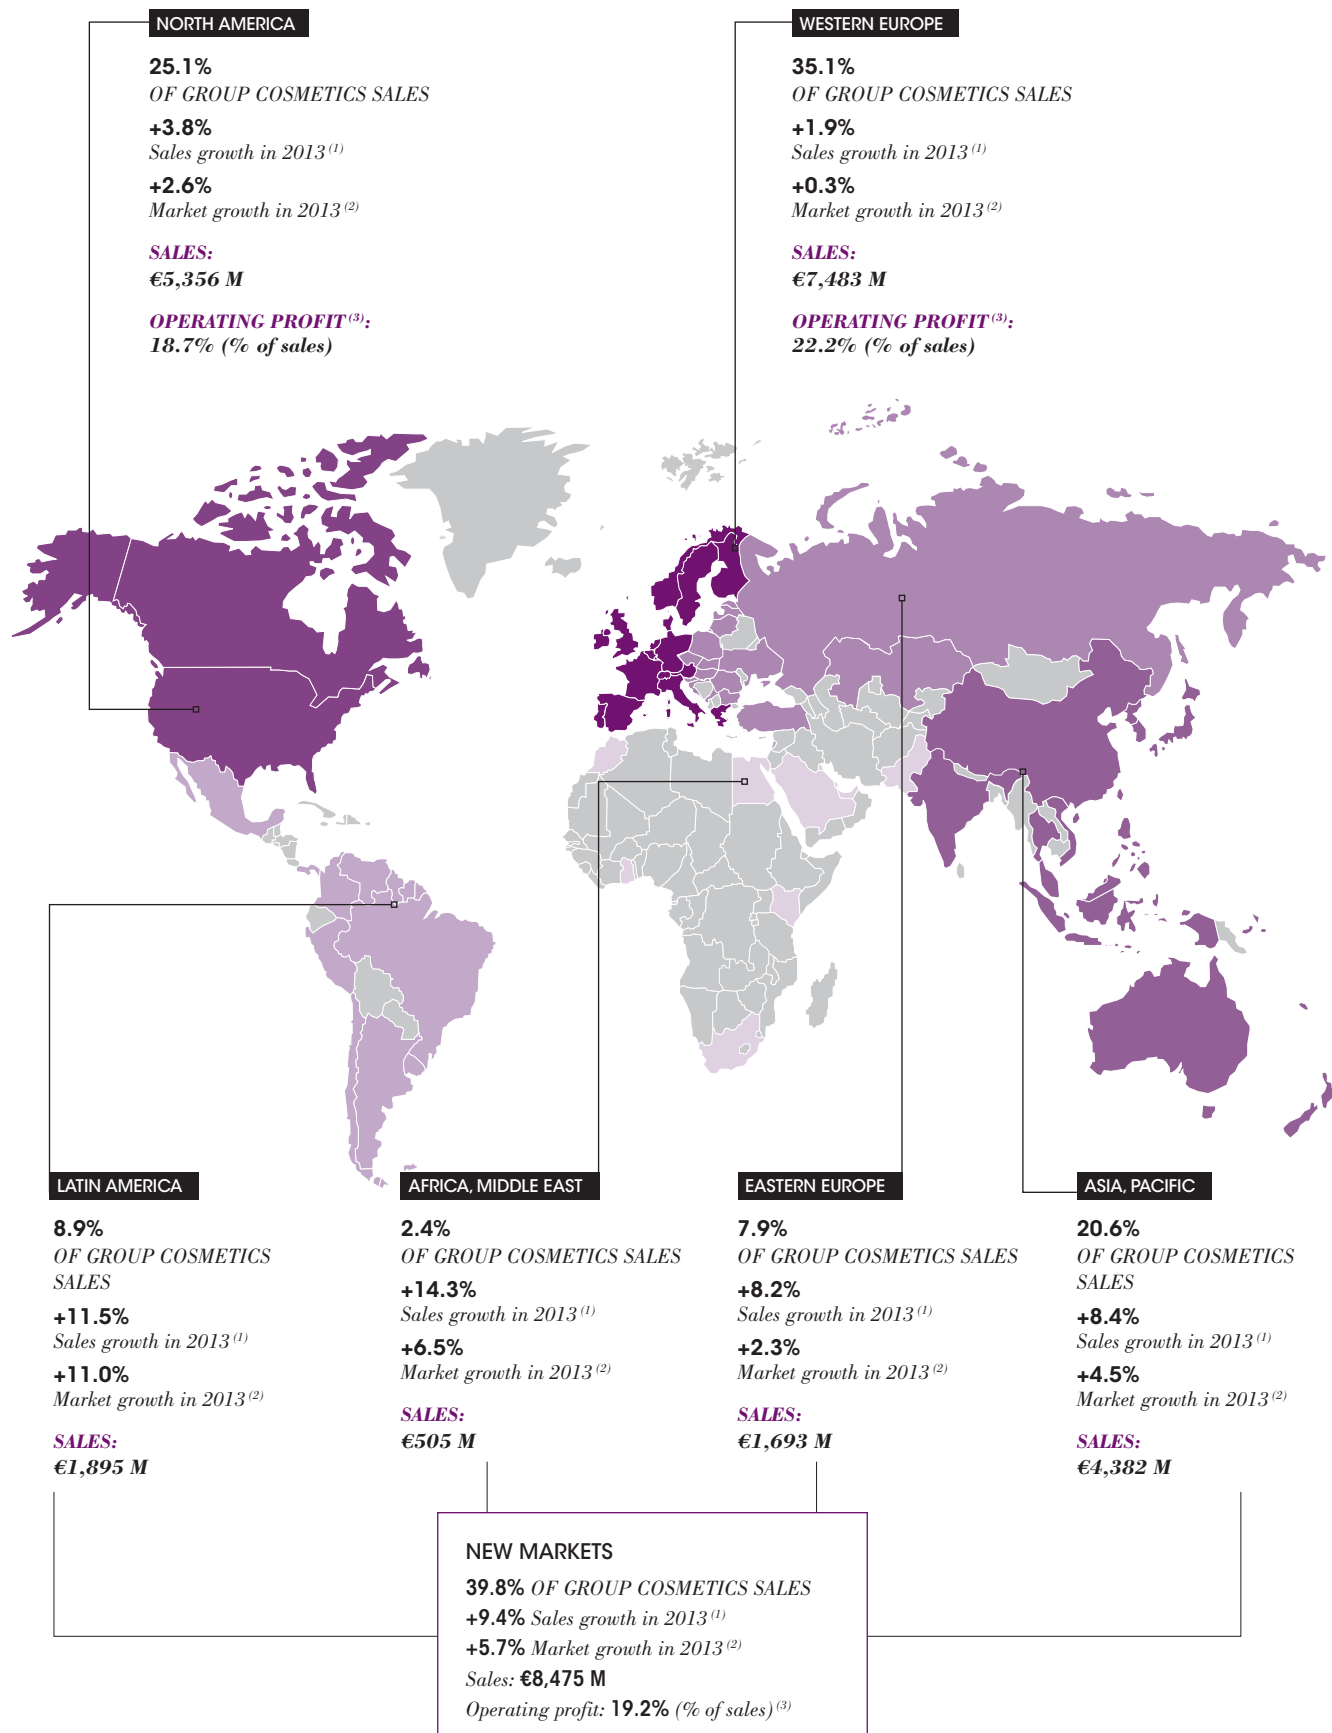 NORTH AMERICA
25.1%
OF GROUP COSMETICS SALES
+3.8%
Sales growth in 2013 (1)
+2.6%
Market growth in 2013 (2)
SALES:
€5,356 M
OPERATING PROFIT (3):
18.7% (% of sales)
WESTERN EUROPE
35.1%
OF GROUP COSMETICS SALES
+1.9%
Sales growth in 2013 (1)
+0.3%
Market growth in 2013 (2)
SALES:
€7,483 M
OPERATING PROFIT (3):
22.2% (% of sales)
LATIN AMERICA
8.9%
OF GROUP COSMETICS
SALES
+11.5%
Sales growth in 2013 (1)
+11.0%
Market growth in 2013 (2)
SALES:
€1,895 M
AFRICA, MIDDLE EAST
2.4%
OF GROUP COSMETICS SALES
+14.3%
Sales growth in 2013 (1)
+6.5%
Market growth in 2013 (2)
SALES:
€505 M
EASTERN EUROPE
7.9%
OF GROUP COSMETICS SALES
+8.2%
Sales growth in 2013 (1)
+2.3%
Market growth in 2013 (2)
SALES:
€1,693 M
ASIA, PACIFIC
20.6%
OF GROUP COSMETICS
SALES
+8.4%
Sales growth in 2013 (1)
+4.5%
Market growth in 2013 (2)
SALES:
€4,382 M
NEW MARKETS
39.8% OF GROUP COSMETICS SALES
+9.4% Sales growth in 2013 (1)
+5.7% Market growth in 2013 (2)
Sales: €8,475 M
Operating profit: 19.2% (% of sales) (3)